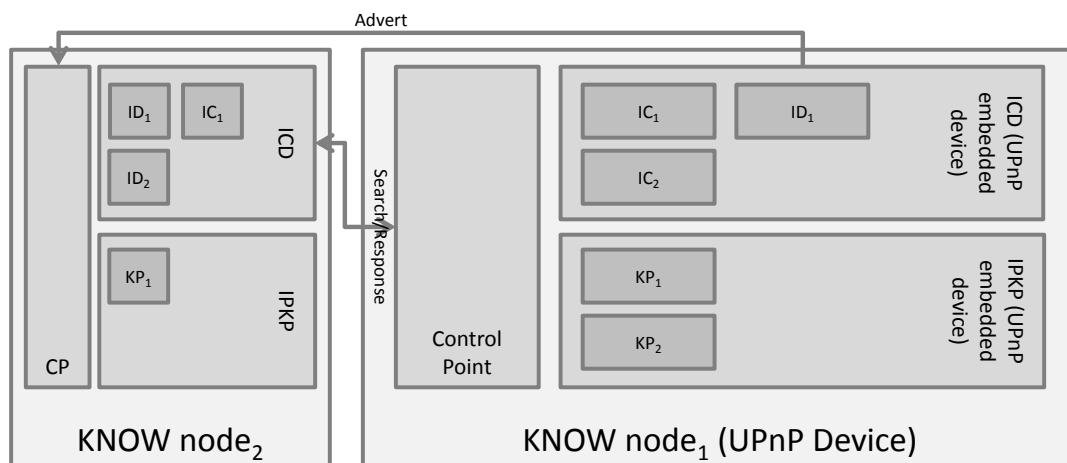 Advert
ID₁
IC₁
ID₂
ICD
KP₁
IPKP
CP
KNOW node₂
Search/Response
Control
Point
IC₁
ID₁
IC₂
ICD (UPnP
embedded
device)
KP₁
KP₂
IPKP (UPnP
embedded
device)
KNOW node₁ (UPnP Device)